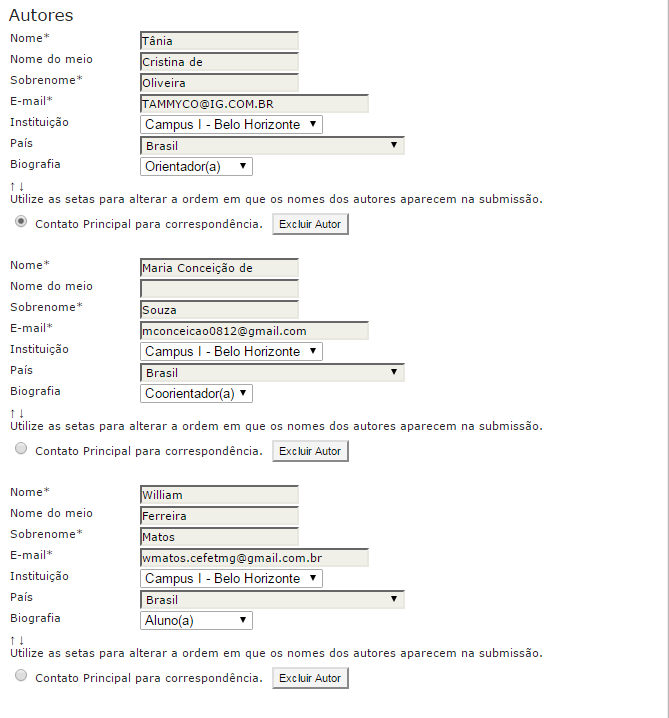 Autores
Nome* Tânia
Nome do meio Cristina de
Sobrenome* Oliveira
E-mail* TAMMYCO@IG.COM.BR
Instituição Campus I - Belo Horizonte
País Brasil
Biografia Orientador(a)
↑ ↓
Utilize as setas para alterar a ordem em que os nomes dos autores aparecem na submissão.
Contato Principal para correspondência. Excluir Autor
Nome* Maria Conceição de
Nome do meio
Sobrenome* Souza
E-mail* mconceicao0812@gmail.com
Instituição Campus I - Belo Horizonte
País Brasil
Biografia Coorientador(a)
↑ ↓
Utilize as setas para alterar a ordem em que os nomes dos autores aparecem na submissão.
Contato Principal para correspondência. Excluir Autor
Nome* William
Nome do meio Ferreira
Sobrenome* Matos
E-mail* wmatos.cefetmg@gmail.com.br
Instituição Campus I - Belo Horizonte
País Brasil
Biografia Aluno(a)
↑ ↓
Utilize as setas para alterar a ordem em que os nomes dos autores aparecem na submissão.
Contato Principal para correspondência. Excluir Autor